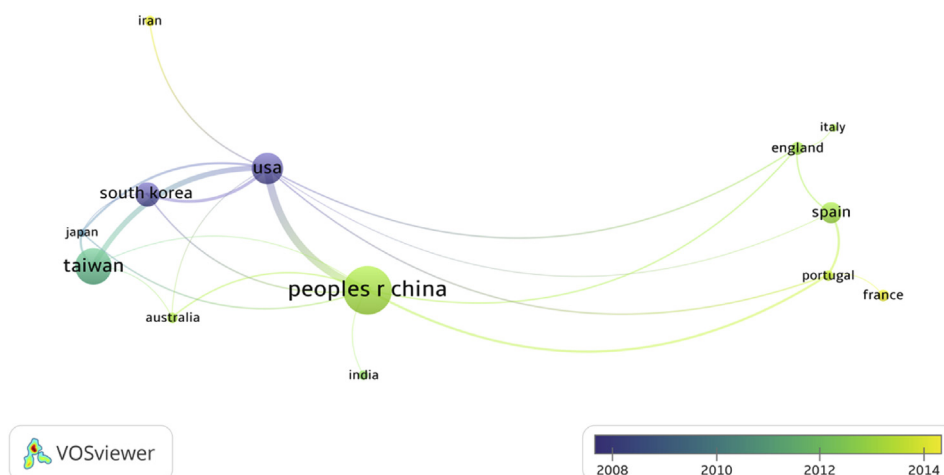 iran
italy
england
usa
south korea
spain
japan
taiwan
portugal
peoples r china
france
australia
india
VOSviewer
2008 2010 2012 2014